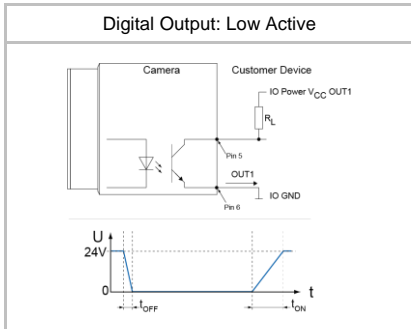 Digital Output: Low Active
Camera
Customer Device
IO Power VCC OUT1
RL
Pin 5
OUT1
IO GND
Pin 6
U
24V
0
t
tOFF
tON